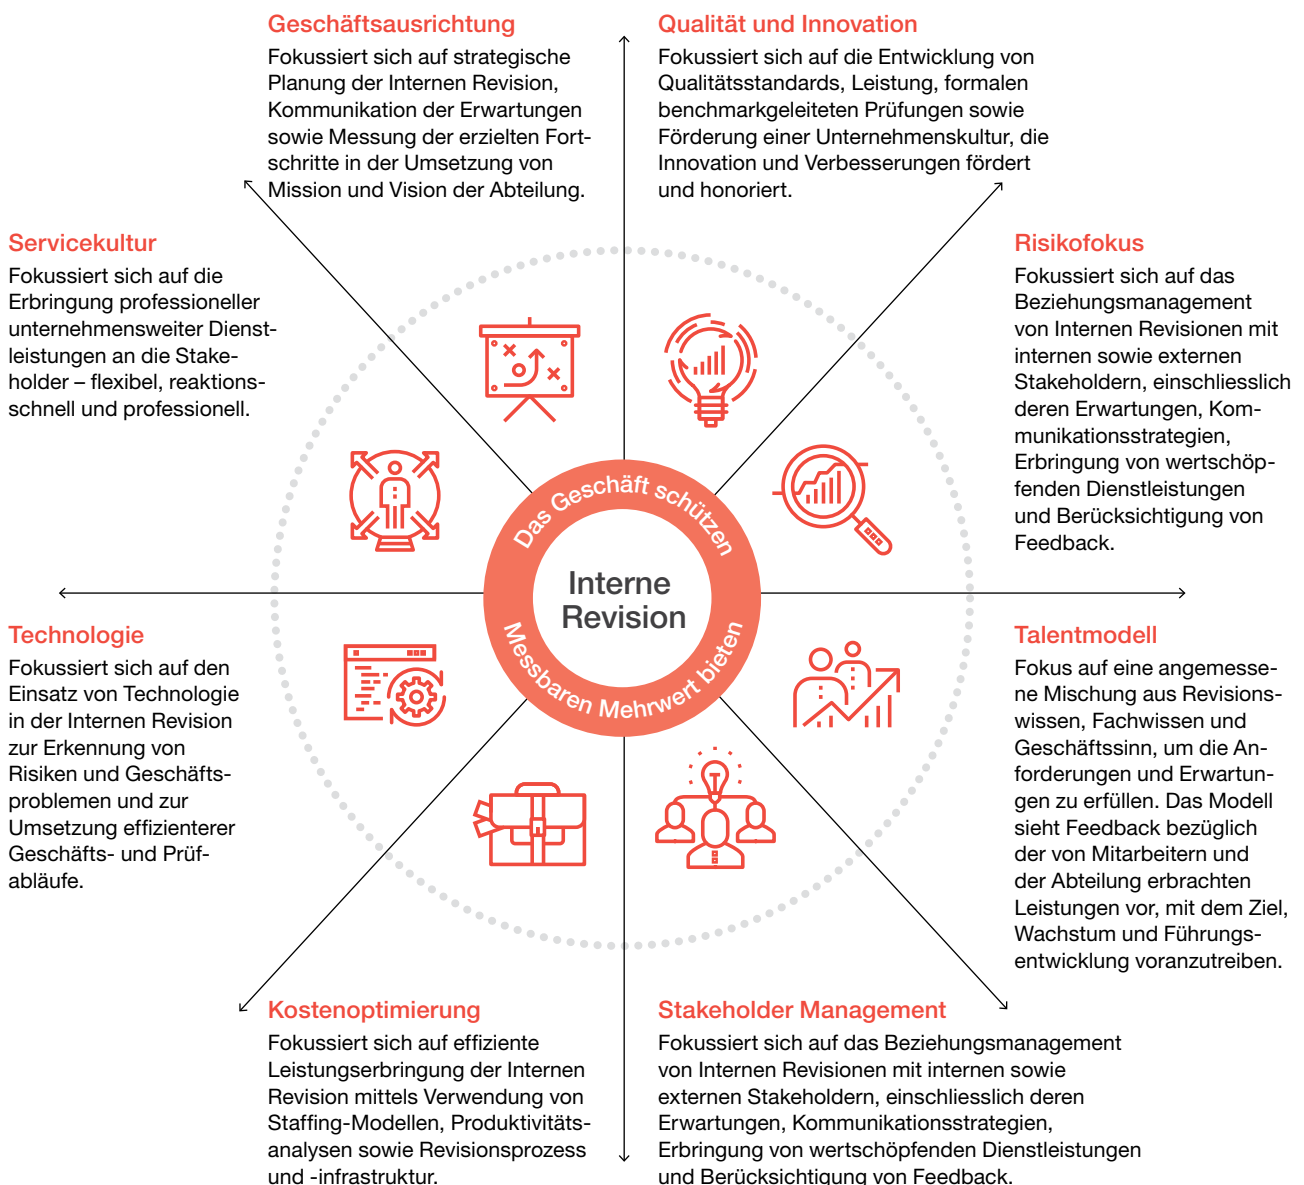 Geschäftsausrichtung
Fokussiert sich auf strategische
Planung der Internen Revision,
Kommunikation der Erwartungen
sowie Messung der erzielten Fort-
schritte in der Umsetzung von
Mission und Vision der Abteilung.
Qualität und Innovation
Fokussiert sich auf die Entwicklung von
Qualitätsstandards, Leistung, formalen
benchmarkgeleiteten Prüfungen sowie
Förderung einer Unternehmenskultur, die
Innovation und Verbesserungen fördert
und honoriert.
Servicekultur
Fokussiert sich auf die
Erbringung professioneller
unternehmensweiter Dienst-
leistungen an die Stake-
holder – flexibel, reaktions-
schnell und professionell.
Risikofokus
Fokussiert sich auf das
Beziehungsmanagement
von Internen Revisionen mit
internen sowie externen
Stakeholdern, einschliesslich
deren Erwartungen, Kom-
munikationsstrategien,
Erbringung von wertschöp-
fenden Dienstleistungen
und Berücksichtigung von
Feedback.
Das Geschäft schützen
Interne
Revision
Messbaren Mehrwert bieten
Technologie
Fokussiert sich auf den
Einsatz von Technologie
in der Internen Revision
zur Erkennung von
Risiken und Geschäfts-
problemen und zur
Umsetzung effizienterer
Geschäfts- und Prüf-
abläufe.
Talentmodell
Fokus auf eine angemesse-
ne Mischung aus Revisions-
wissen, Fachwissen und
Geschäftssinn, um die An-
forderungen und Erwartun-
gen zu erfüllen. Das Modell
sieht Feedback bezüglich
der von Mitarbeitern und
der Abteilung erbrachten
Leistungen vor, mit dem Ziel,
Wachstum und Führungs-
entwicklung voranzutreiben.
Kostenoptimierung
Fokussiert sich auf effiziente
Leistungserbringung der Internen
Revision mittels Verwendung von
Staffing-Modellen, Produktivitäts-
analysen sowie Revisionsprozess
und -infrastruktur.
Stakeholder Management
Fokussiert sich auf das Beziehungsmanagement
von Internen Revisionen mit internen sowie
externen Stakeholdern, einschliesslich deren
Erwartungen, Kommunikationsstrategien,
Erbringung von wertschöpfenden Dienstleistungen
und Berücksichtigung von Feedback.